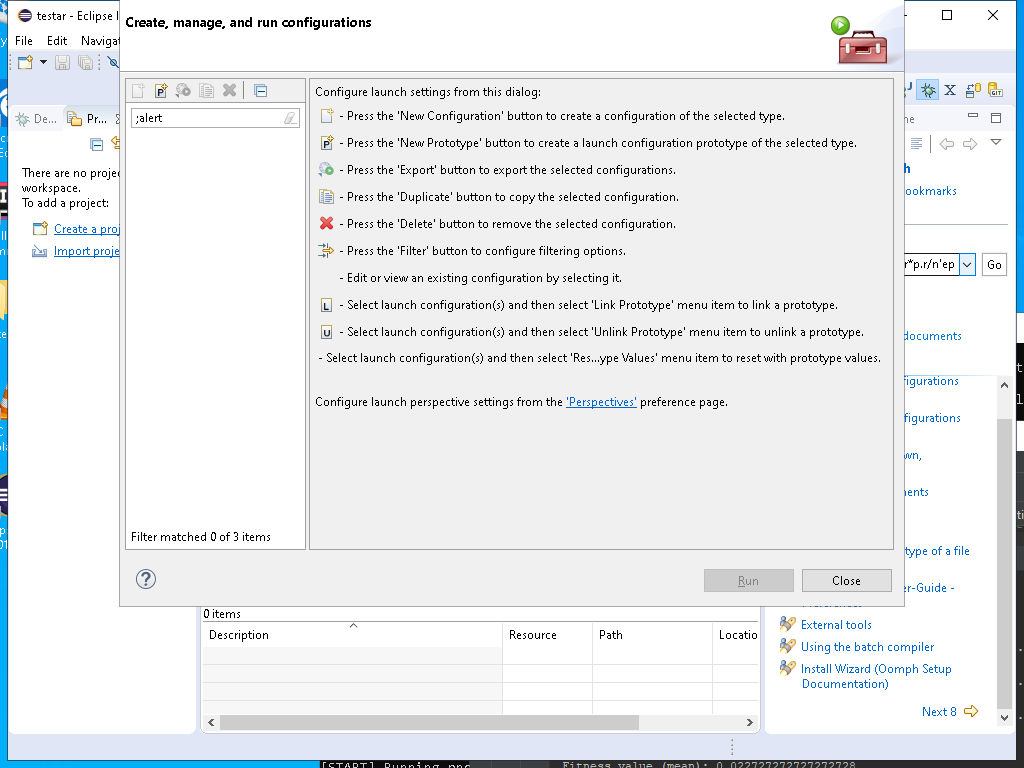 testar - Eclipse I
Create, manage, and run configurations
File Edit Navigat
;alert
Configure launch settings from this dialog:
- Press the 'New Configuration' button to create a configuration of the selected type.
- Press the 'New Prototype' button to create a launch configuration prototype of the selected type.
- Press the 'Export' button to export the selected configurations.
- Press the 'Duplicate' button to copy the selected configuration.
- Press the 'Delete' button to remove the selected configuration.
- Press the 'Filter' button to configure filtering options.
- Edit or view an existing configuration by selecting it.
- Select launch configuration(s) and then select 'Link Prototype' menu item to link a prototype.
- Select launch configuration(s) and then select 'Unlink Prototype' menu item to unlink a prototype.
- Select launch configuration(s) and then select 'Res...ype Values' menu item to reset with prototype values.
Configure launch perspective settings from the 'Perspectives' preference page.
Filter matched 0 of 3 items
Run Close
De... Pr...
There are no projec
workspace.
To add a project:
Create a proj
Import proje
ookmarks
r*p.r/n'ep Go
documents
igurations
figurations
wn,
ents
type of a file
er-Guide -
External tools
Using the batch compiler
Install Wizard (Oomph Setup
Documentation)
Next 8
0 items
Description Resource Path Locatio
[START] Running
Fitness value (mean): 0.022727272727272728